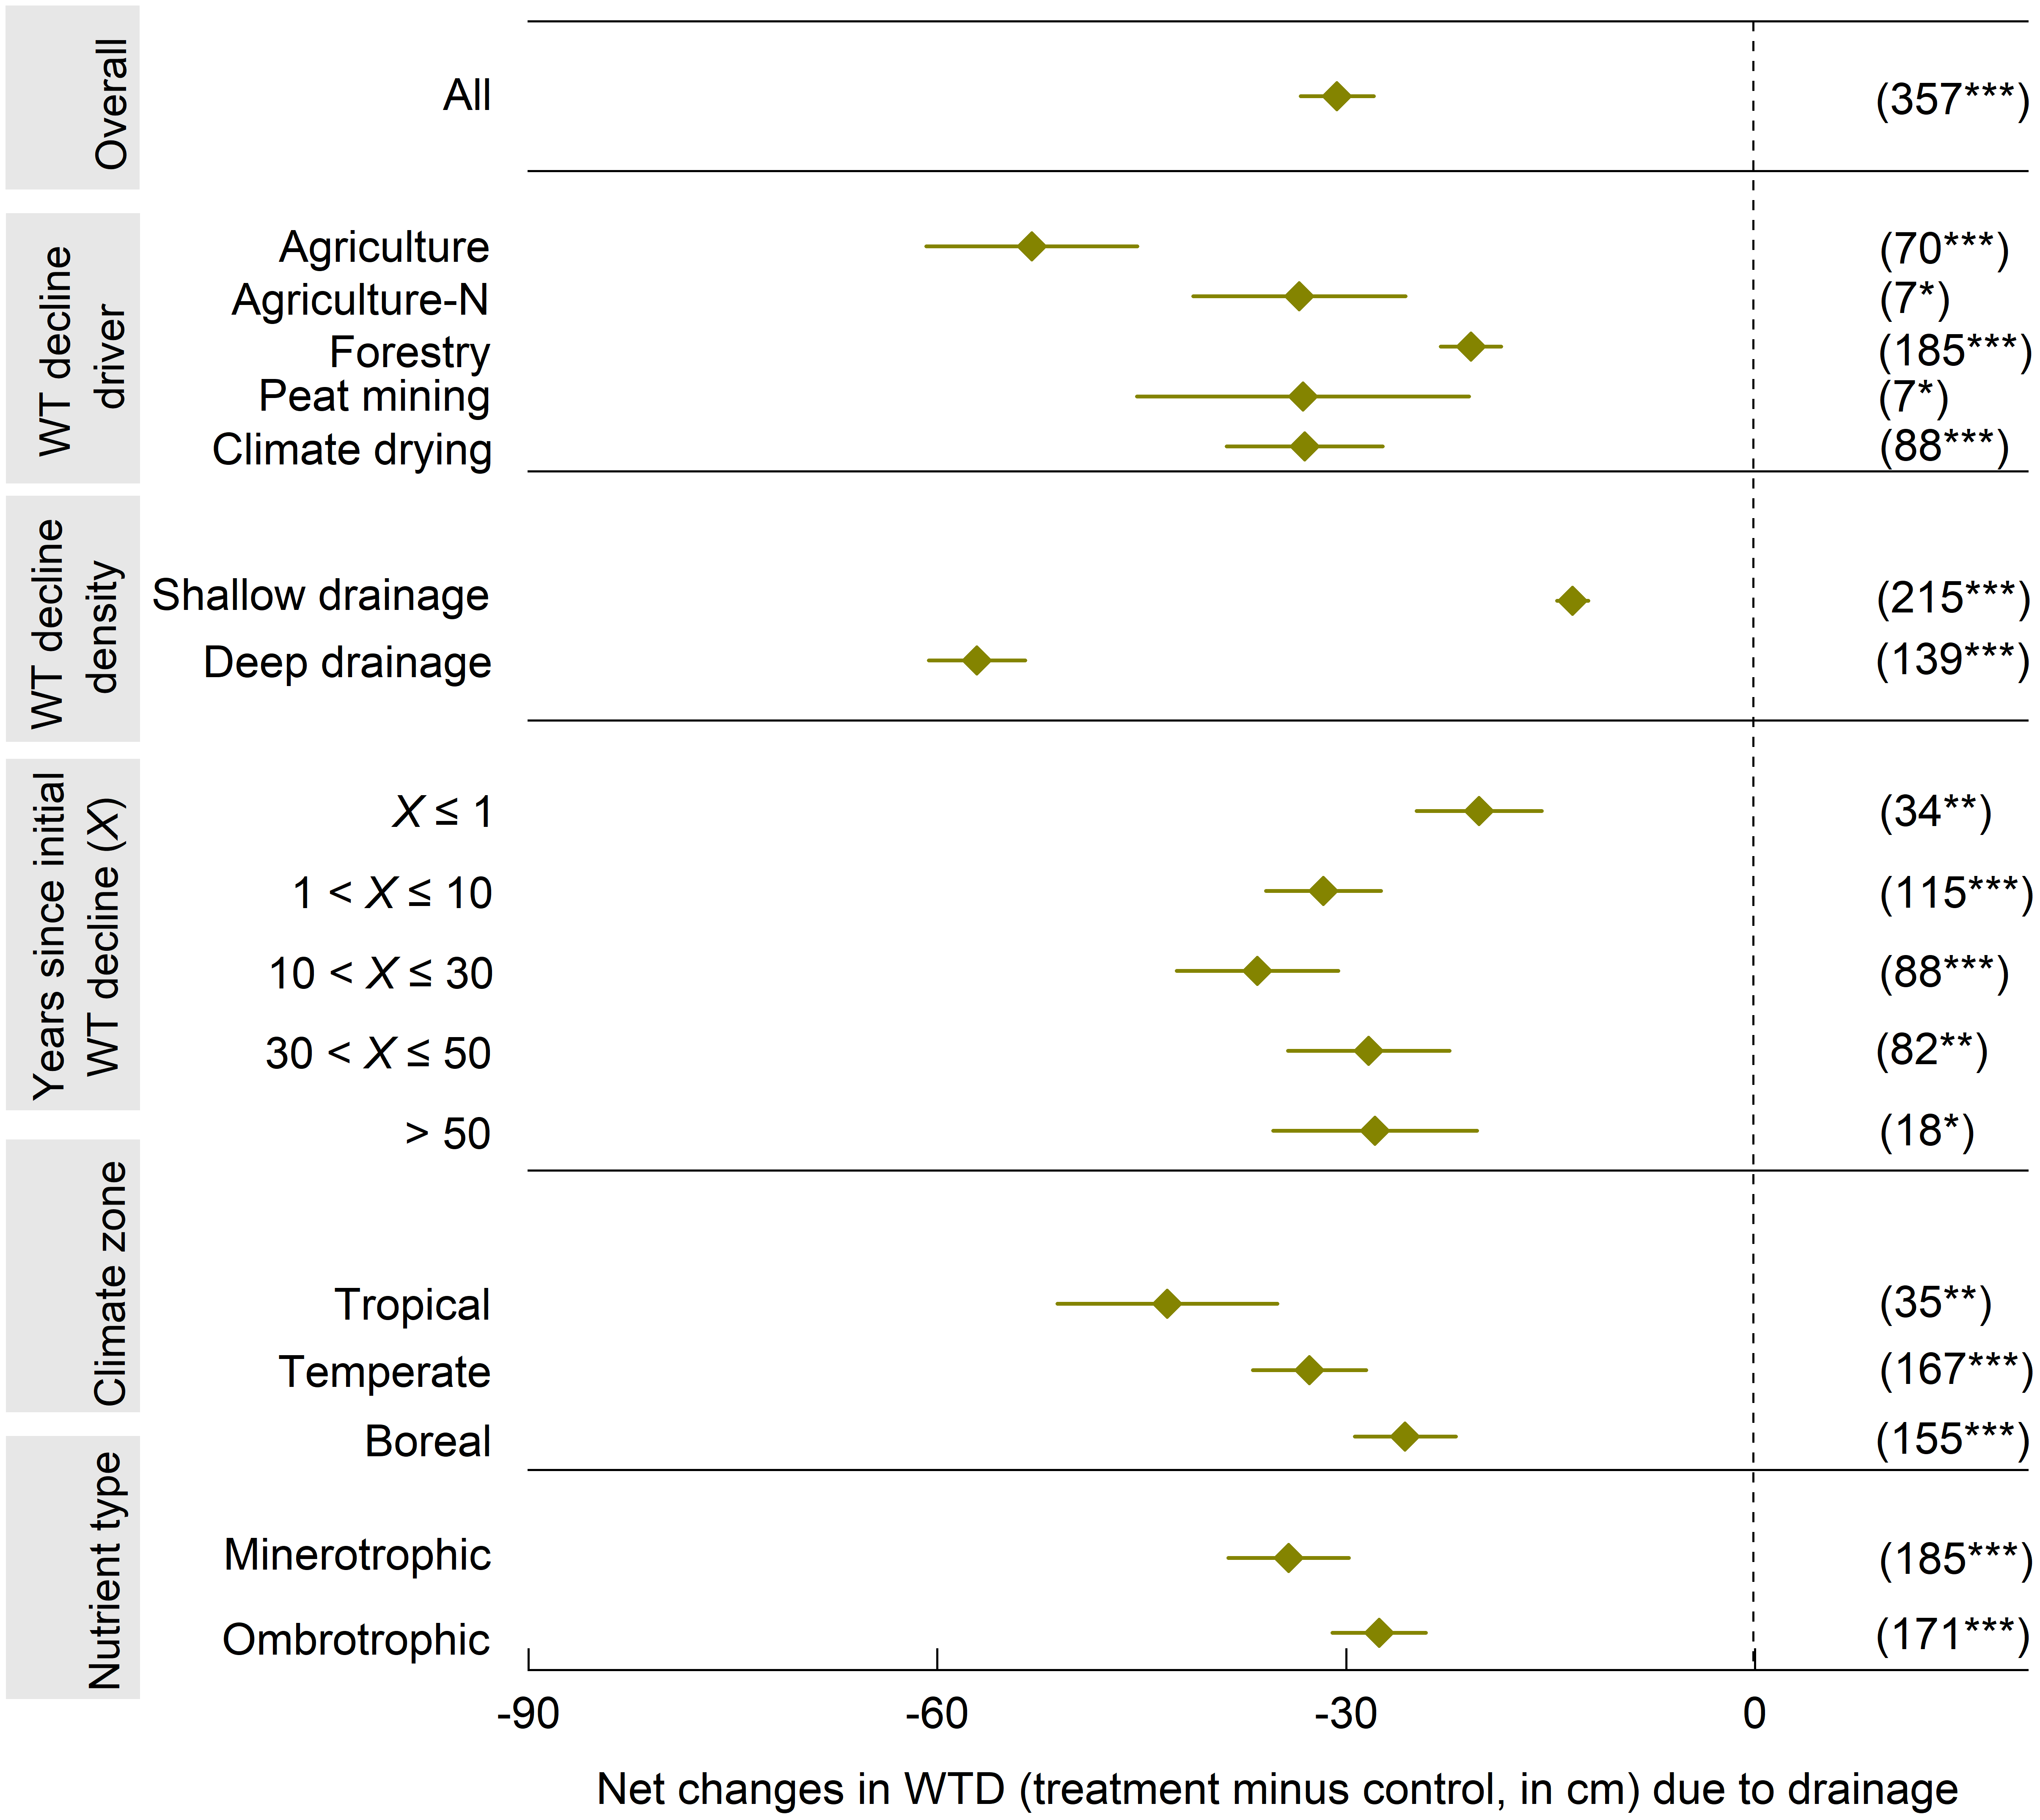 Overall
All
(357***)
WT decline
driver
Agriculture
(70***)
Agriculture-N
(7*)
Forestry
(185***)
Peat mining
(7*)
Climate drying
(88***)
WT decline
density
Shallow drainage
(215***)
Deep drainage
(139***)
Years since initial
WT decline (X)
X ≤ 1
(34**)
1 < X ≤ 10
(115***)
10 < X ≤ 30
(88***)
30 < X ≤ 50
(82**)
> 50
(18*)
Climate zone
Tropical
(35**)
Temperate
(167***)
Boreal
(155***)
Nutrient type
Minerotrophic
(185***)
Ombrotrophic
(171***)
-90 -60 -30 0
Net changes in WTD (treatment minus control, in cm) due to drainage